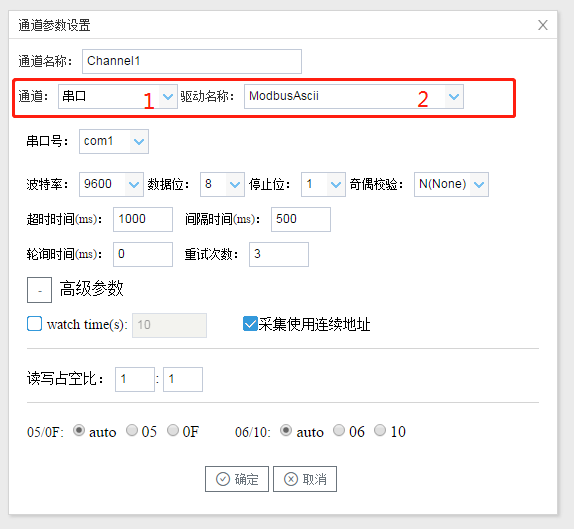 通道参数设置
通道名称： Channel1
通道： 串口 1 驱动名称： ModbusAscii 2
串口号： com1
波特率： 9600 数据位： 8 停止位： 1 奇偶校验： N(None)
超时时间(ms)： 1000 间隔时间(ms)： 500
轮询时间(ms)： 0 重试次数： 3
- 高级参数
watch time(s): 10 采集使用连续地址
读写占空比： 1 : 1
05/0F: auto 05 0F 06/10: auto 06 10
确定 取消